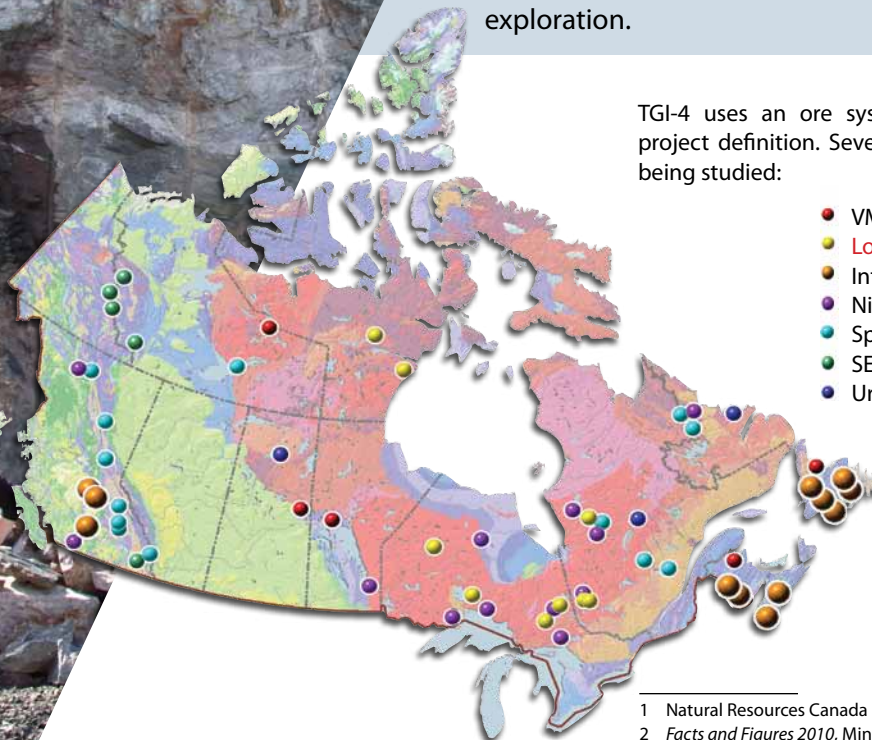 exploration.
TGI-4 uses an ore sys
project definition. Seve
being studied:
VM
Lo
Int
Ni
Sp
SE
Ur
1 Natural Resources Canada
2 Facts and Figures 2010. Min